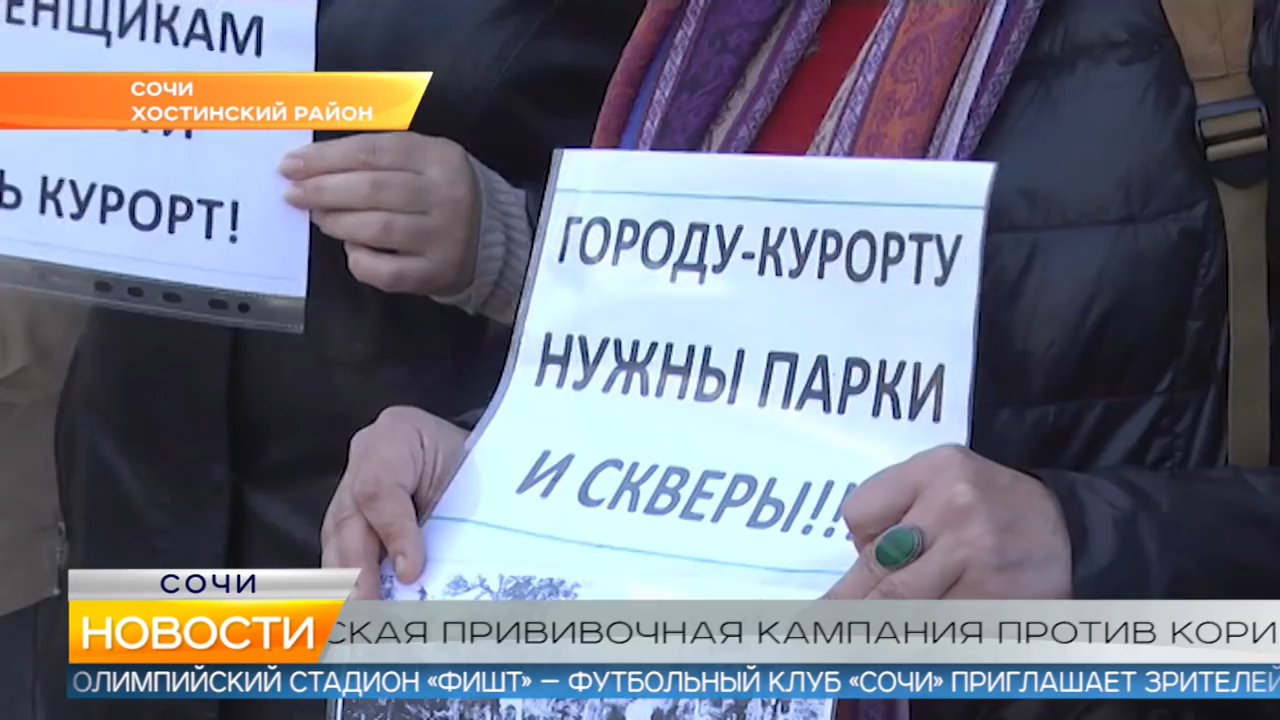 СОЧИ
ХОСТИНСКИЙ РАЙОН
Ь КУРОРТ!
ГОРОДУ-КУРОРТУ
НУЖНЫ ПАРКИ
И СКВЕРЫ!!!
СОЧИ
НОВОСТИ
СКАЯ ПРИВИВОЧНАЯ КАМПАНИЯ ПРОТИВ КОРИ
ОЛИМПИЙСКИЙ СТАДИОН «ФИШТ» – ФУТБОЛЬНЫЙ КЛУБ «СОЧИ» ПРИГЛАШАЕТ ЗРИТЕЛЕЙ